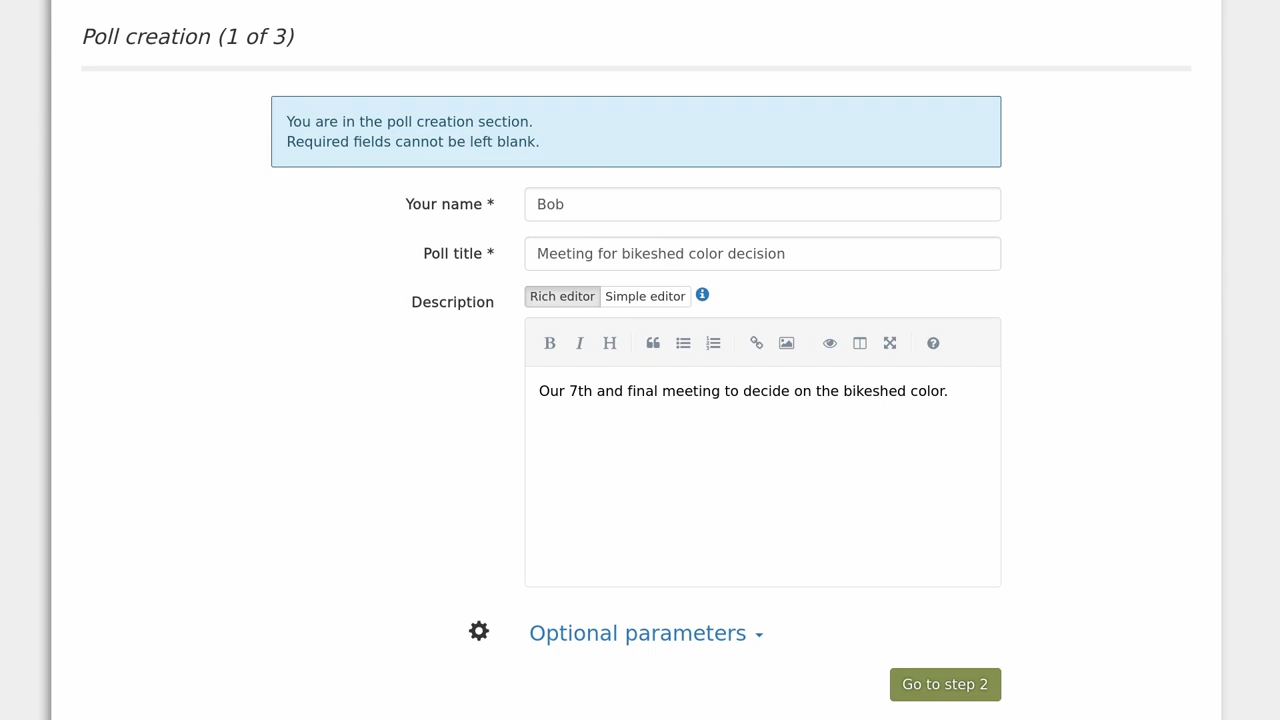 Poll creation (1 of 3)
You are in the poll creation section.
Required fields cannot be left blank.
Your name *
Bob
Poll title *
Meeting for bikeshed color decision
Description
Rich editor Simple editor
B I H
Our 7th and final meeting to decide on the bikeshed color.
Optional parameters
Go to step 2